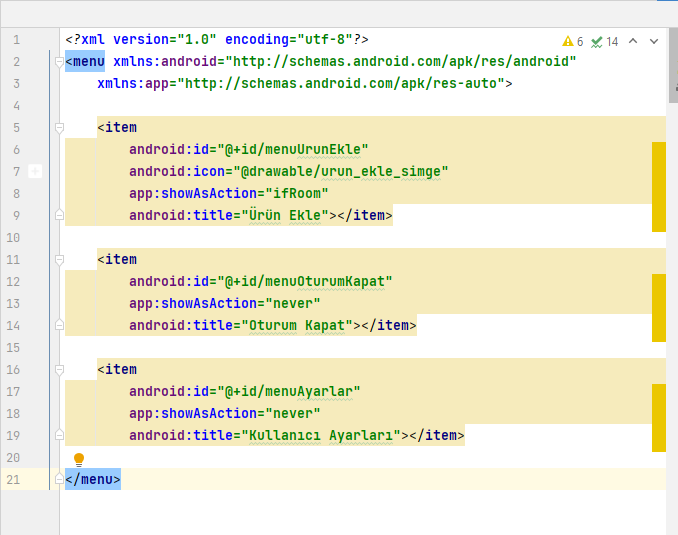 6 14
1 <?xml version="1.0" encoding="utf-8"?>
2 <menu xmlns:android="http://schemas.android.com/apk/res/android"
3 xmlns:app="http://schemas.android.com/apk/res-auto">
4
5 <item
6 android:id="@+id/menuUrunEkle"
7 android:icon="@drawable/urun_ekle_simge"
8 app:showAsAction="ifRoom"
9 android:title="Ürün Ekle"></item>
10
11 <item
12 android:id="@+id/menuOturumKapat"
13 app:showAsAction="never"
14 android:title="Oturum Kapat"></item>
15
16 <item
17 android:id="@+id/menuAyarlar"
18 app:showAsAction="never"
19 android:title="Kullanıcı Ayarları"></item>
20
21 </menu>